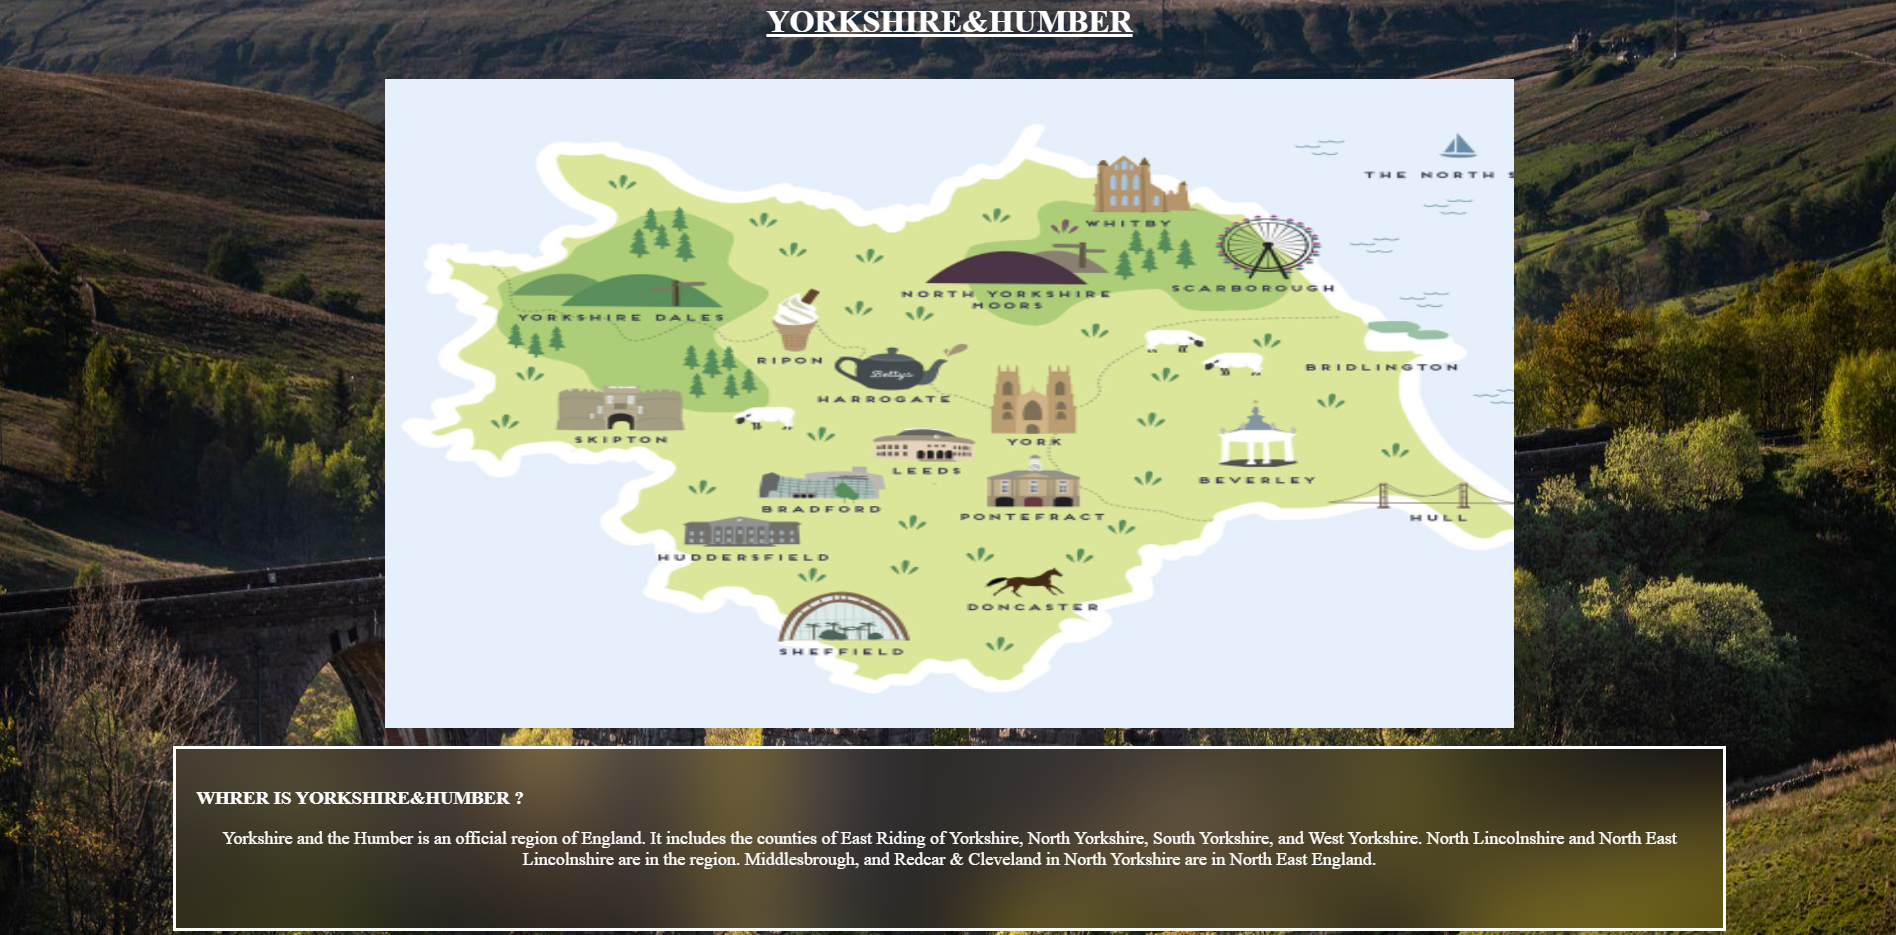 YORKSHIRE&HUMBER
THE NORTH
WHITBY
SCARBOROUGH
NORTH YORKSHIRE
MOORS
YORKSHIRE DALES
RIPON
Bettys
HARROGATE
BRIDLINGTON
SKIPTON
YORK
LEEDS
BEVERLEY
BRADFORD
PONTEFRACT
HULL
HUDDERSFIELD
DONCASTER
SHEFFIELD
WHRER IS YORKSHIRE&HUMBER ?
Yorkshire and the Humber is an official region of England. It includes the counties of East Riding of Yorkshire, North Yorkshire, South Yorkshire, and West Yorkshire. North Lincolnshire and North East
Lincolnshire are in the region. Middlesbrough, and Redcar & Cleveland in North Yorkshire are in North East England.